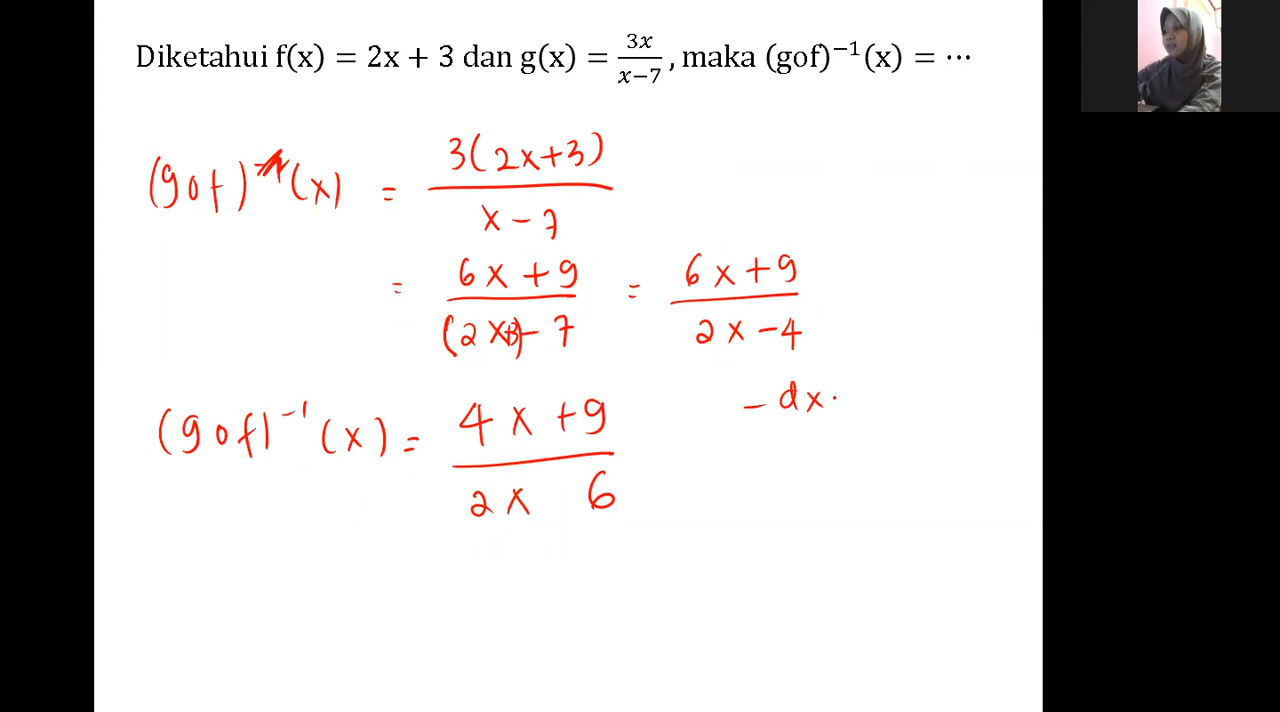 Diketahui f(x) = 2x + 3 dan g(x) = 3x/x−7 , maka (gof)⁻¹(x) = ⋯
(gof) (x) = 3(2x+3)/x − 7
= 6x + 9/(2x+3) − 7 = 6x + 9/2x − 4
− dx ·
(gof)⁻¹(x) = 4x + 9/2x 6